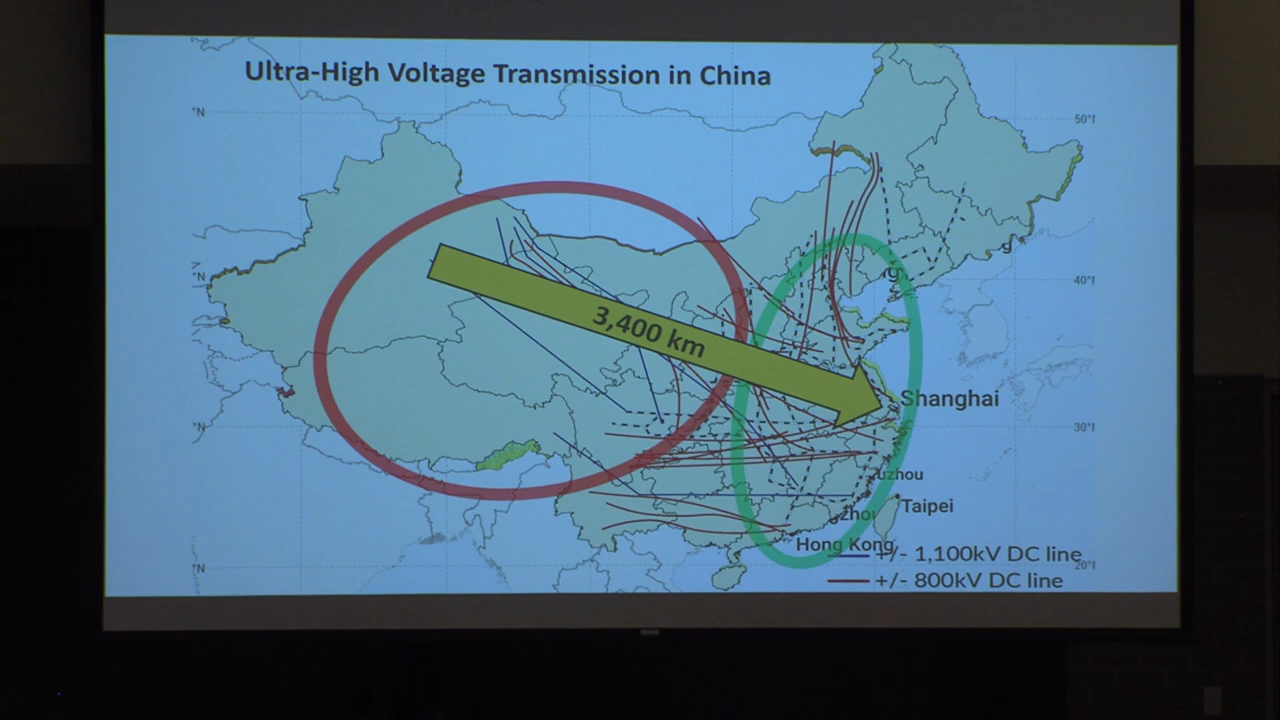 Ultra-High Voltage Transmission in China
°N
50°
°N
40°
3,400 km
Shanghai
°N
30°
uzhou
Taipei
Hong Kong
+/- 1,100kV DC line
°N
20°
+/- 800kV DC line